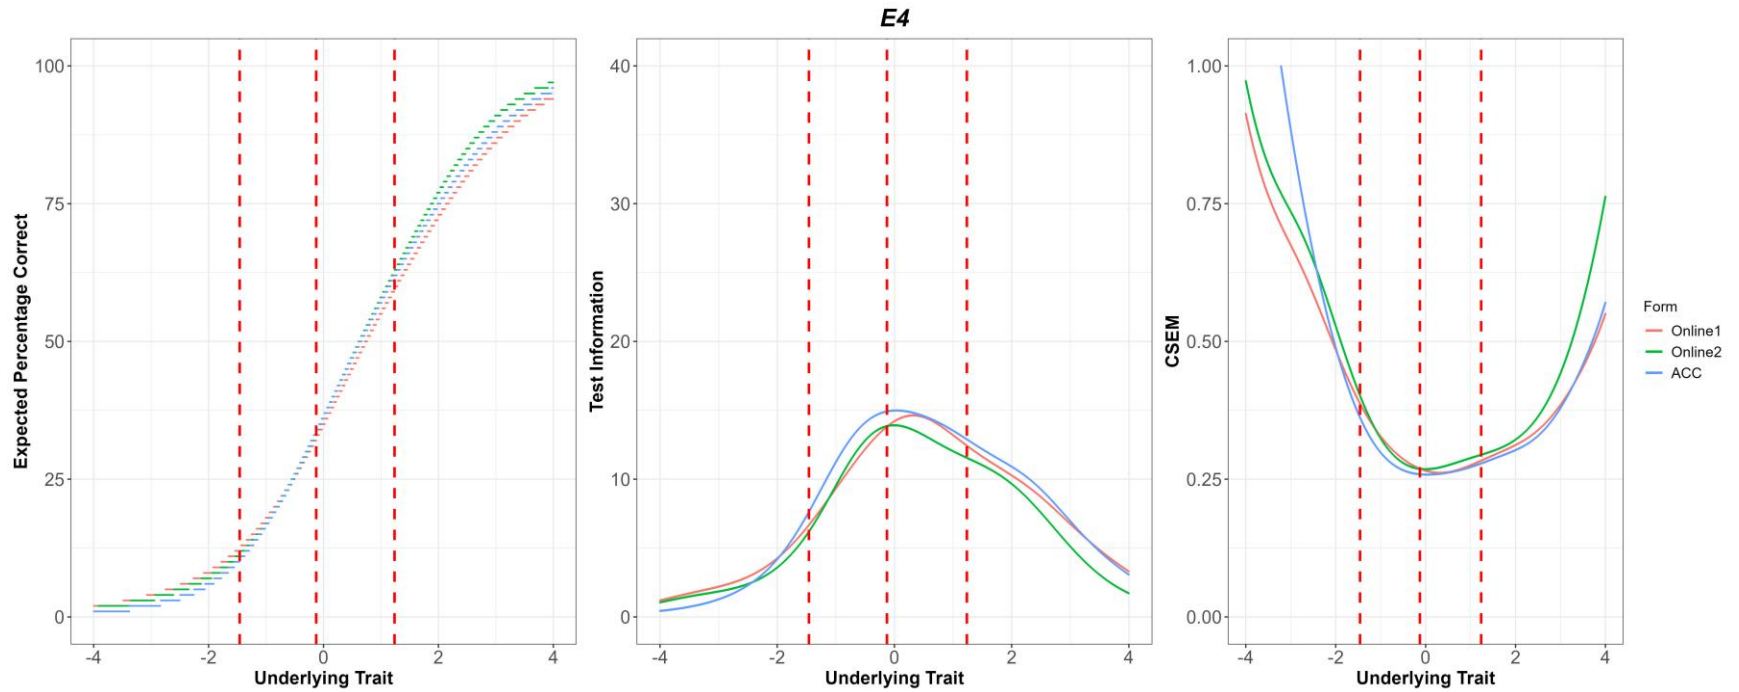 E4
Expected Percentage Correct
100
75
50
25
0
-4 -2 0 2 4
Underlying Trait
Test Information
40
30
20
10
0
-4 -2 0 2 4
Underlying Trait
CSEM
1.00
0.75
0.50
0.25
0.00
-4 -2 0 2 4
Underlying Trait
Form
Online1
Online2
ACC